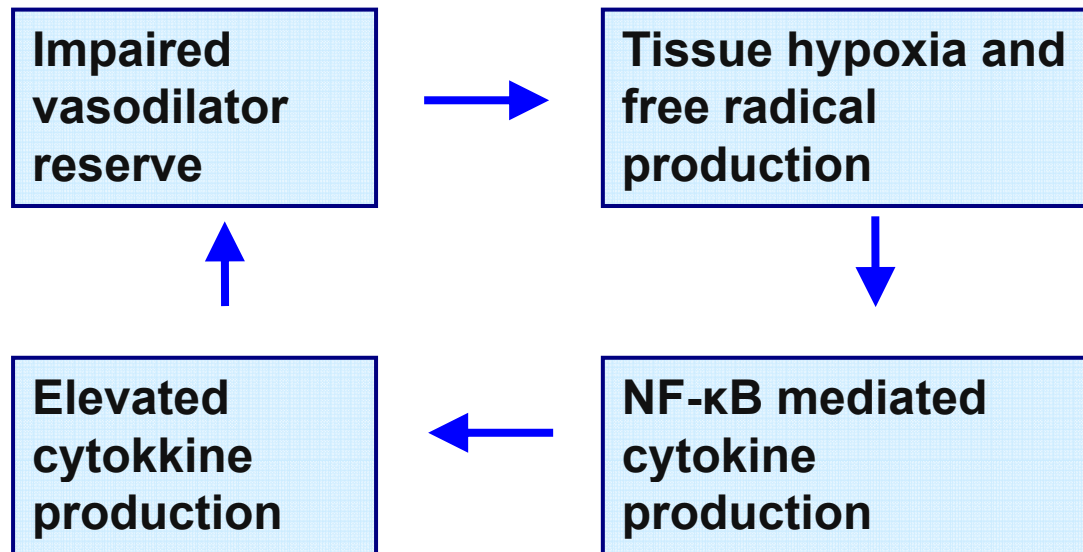 Impaired
vasodilator
reserve
Tissue hypoxia and
free radical
production
Elevated
cytokkine
production
NF-κB mediated
cytokine
production